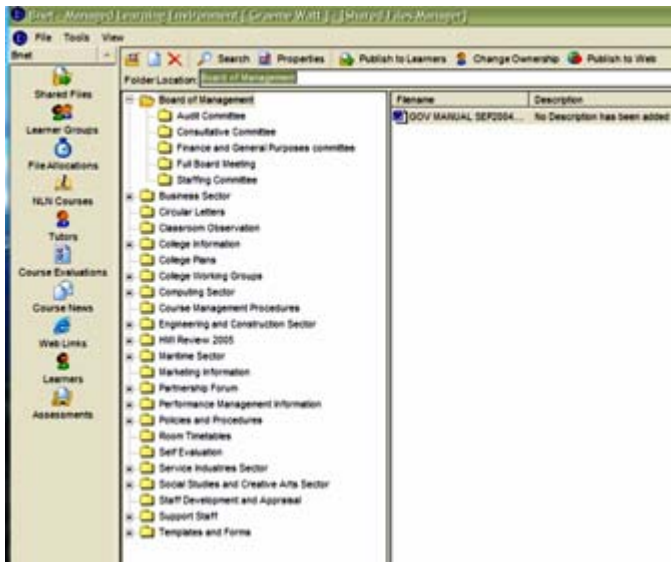 Bnet - Managed Learning Environment [ Graeme Watt ] - [Shared Files Manager]
File Tools View
Bnet
Search Properties Publish to Learners Change Ownership Publish to Web
Folder Location: Board of Management
Shared Files
Learner Groups
File Allocations
NLN Courses
Tutors
Course Evaluations
Course News
Web Links
Learners
Assessments
Board of Management
Audit Committee
Consultative Committee
Finance and General Purposes committee
Full Board Meeting
Staffing Committee
Business Sector
Circular Letters
Classroom Observation
College Information
College Plans
College Working Groups
Computing Sector
Course Management Procedures
Engineering and Construction Sector
HMI Review 2005
Maritime Sector
Marketing Information
Partnership Forum
Performance Management Information
Policies and Procedures
Room Timetables
Self Evaluation
Service Industries Sector
Social Studies and Creative Arts Sector
Staff Development and Appraisal
Support Staff
Templates and Forms
Filename Description
GOV MANUAL SEP2004... No Description has been added